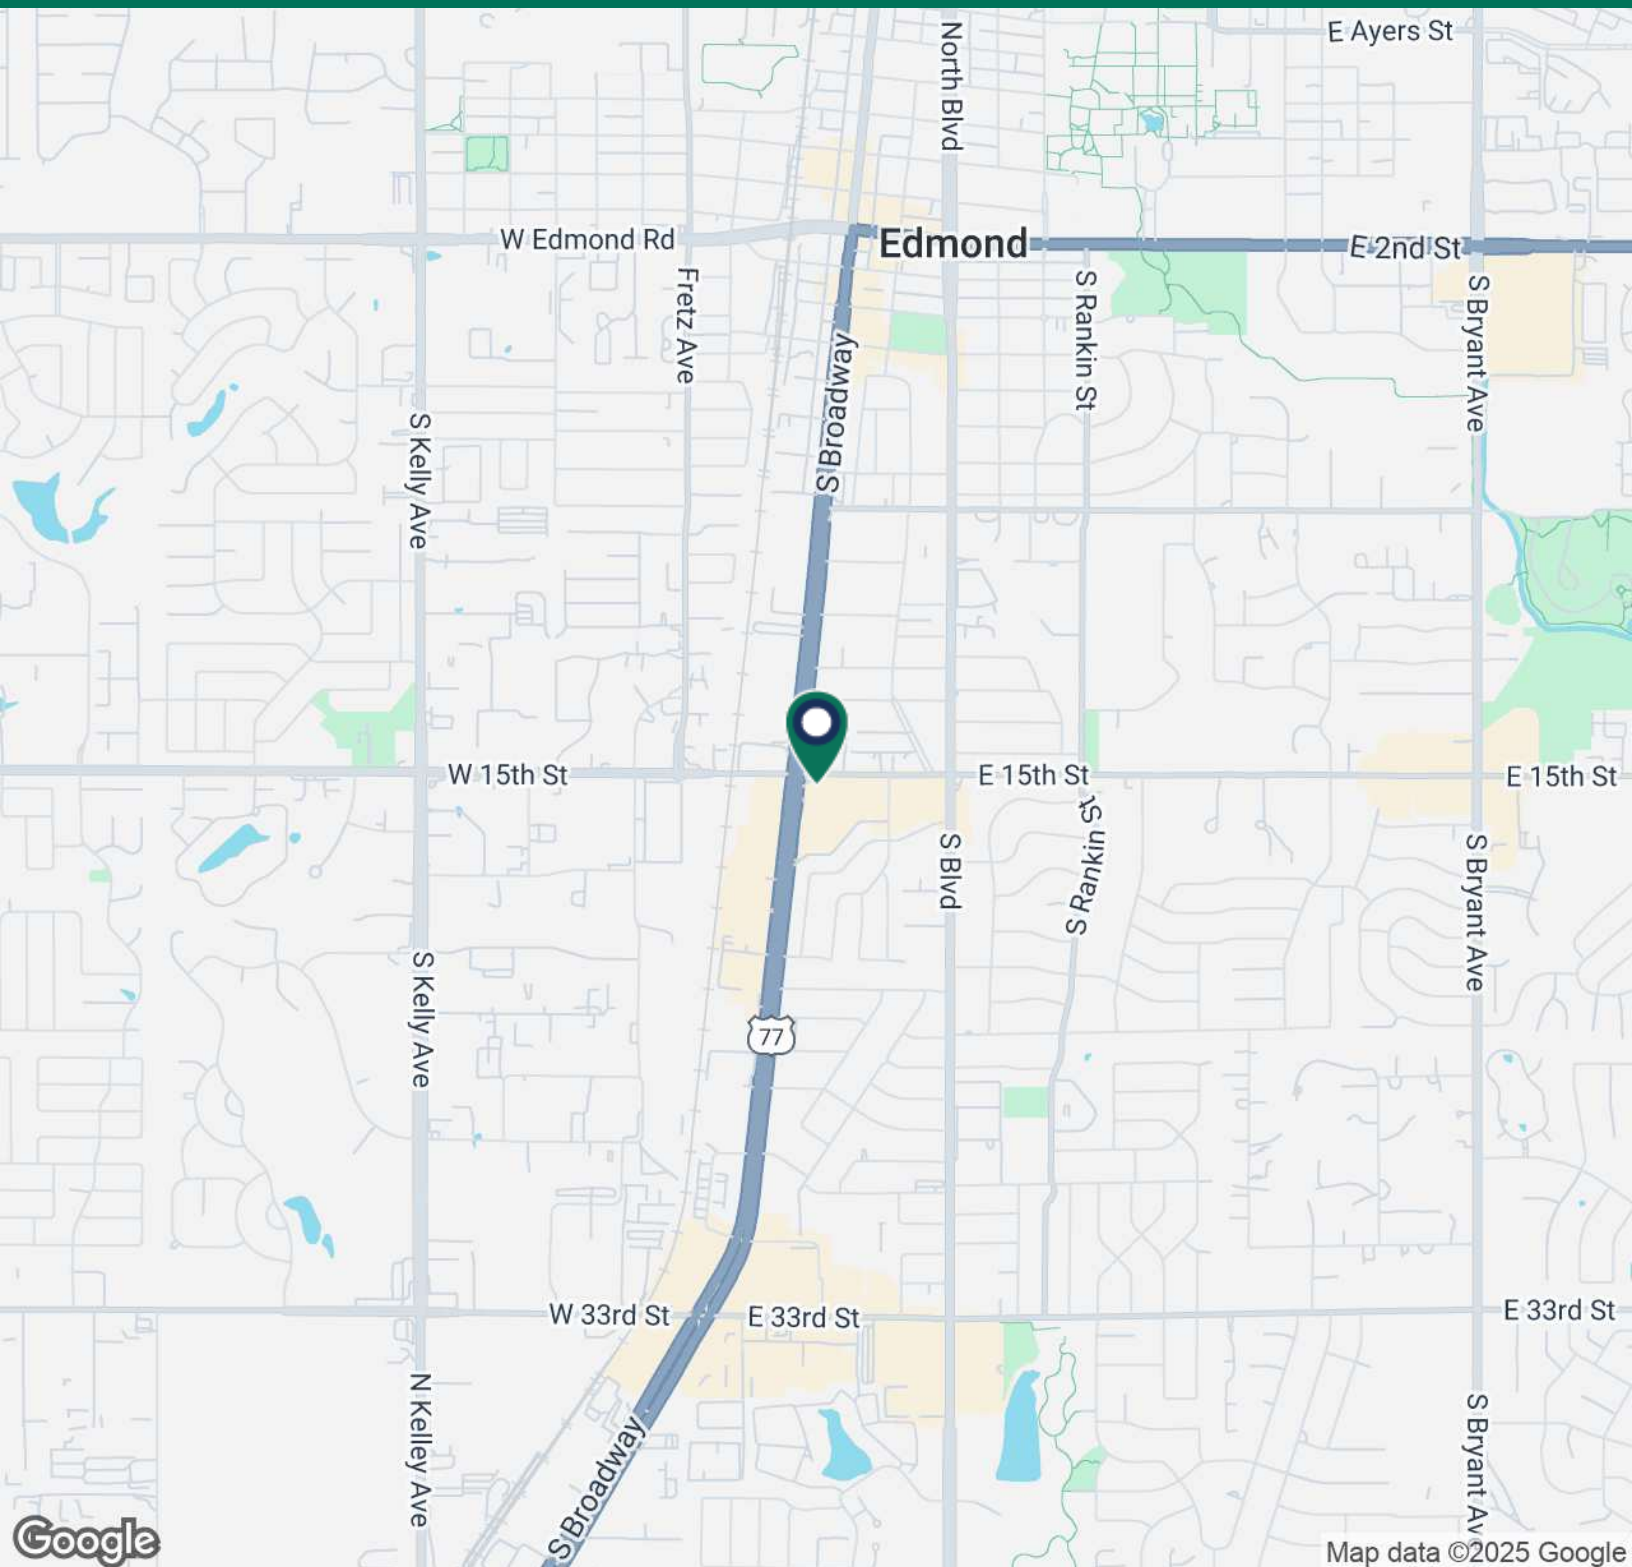 E Ayers St
North Blvd
W Edmond Rd
Edmond
E 2nd St
Fretz Ave
S Rankin St
S Bryant Ave
S Broadway
S Kelly Ave
W 15th St
E 15th St
E 15th St
S Rankin St
S Blvd
S Bryant Ave
S Kelly Ave
77
W 33rd St
E 33rd St
E 33rd St
N Kelley Ave
S Broadway
S Bryant Av
Google
Map data ©2025 Google